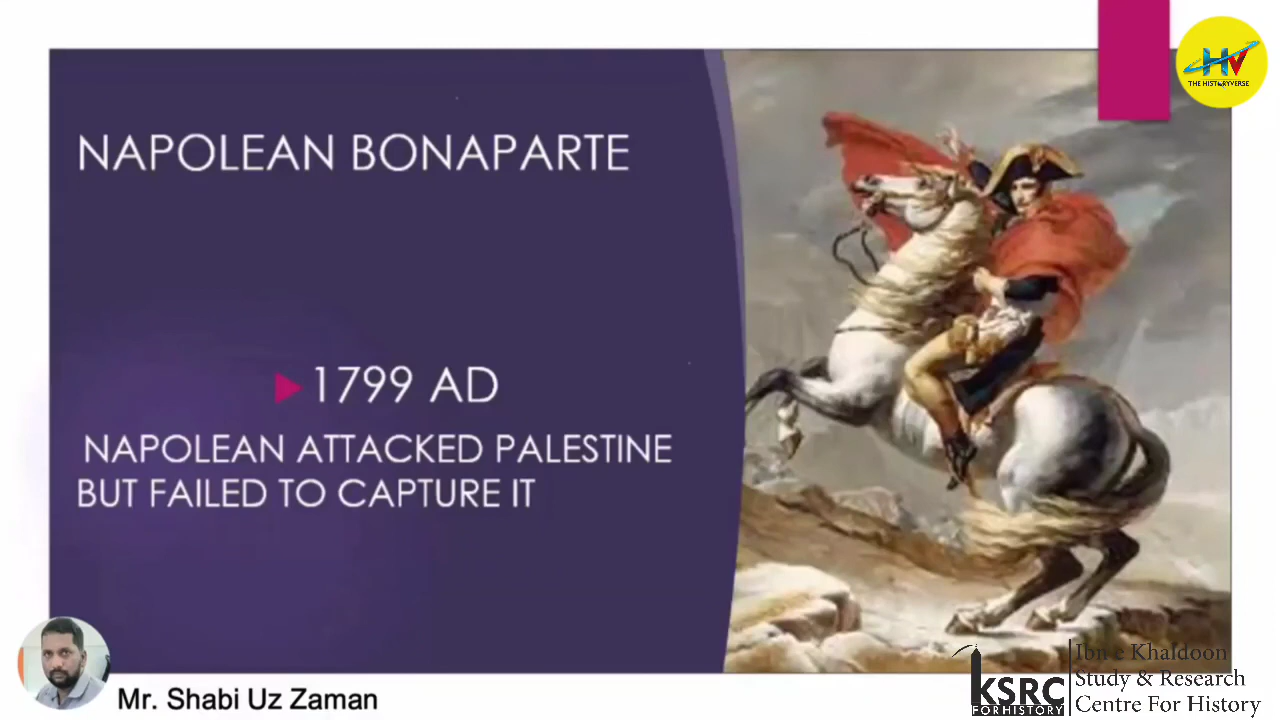 HV
THE HISTORYVERSE
NAPOLEAN BONAPARTE
1799 AD
NAPOLEAN ATTACKED PALESTINE
BUT FAILED TO CAPTURE IT
Mr. Shabi Uz Zaman
KSRC
FOR HISTORY
Ibn e Khaldoon
Study & Research
Centre For History